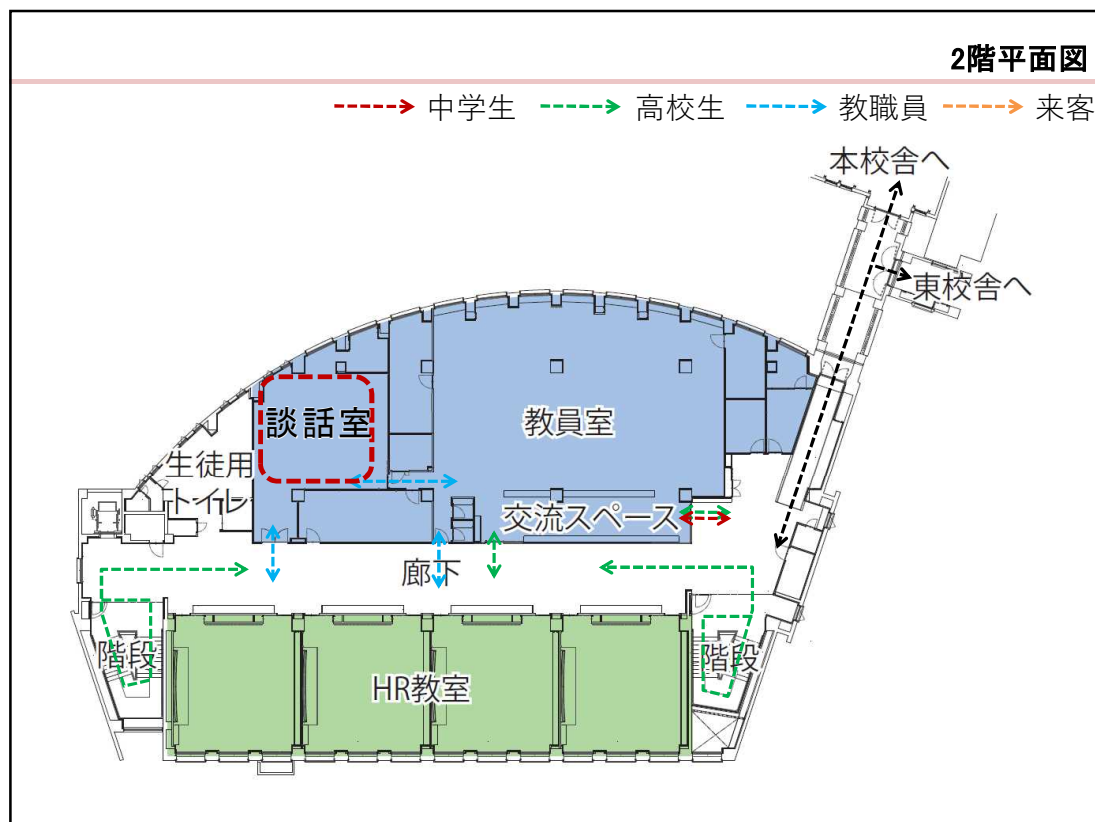 2階平面図
中学生 高校生 教職員 来客
本校舎へ
東校舎へ
談話室
教員室
生徒用
トイレ
交流スペース
廊下
階段
階段
HR教室